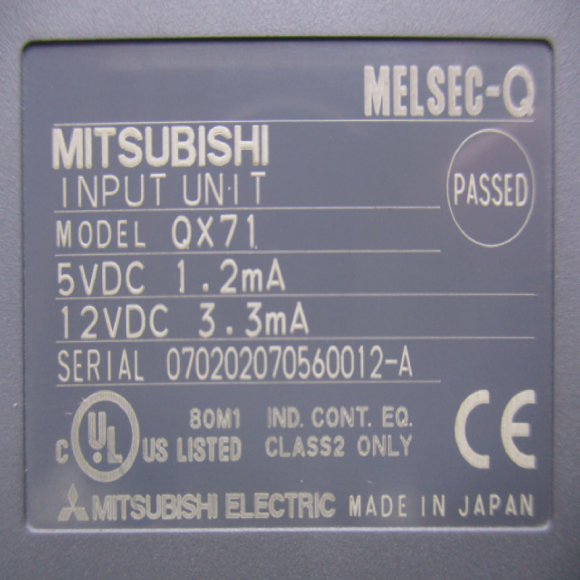 MELSEC-Q
MITSUBISHI
INPUT UNIT
PASSED
MODEL QX71
5VDC 1.2mA
12VDC 3.3mA
SERIAL 070202070560012-A
80M1 IND. CONT. EQ.
C UL US LISTED CLASS2 ONLY
CE
MITSUBISHI ELECTRIC MADE IN JAPAN